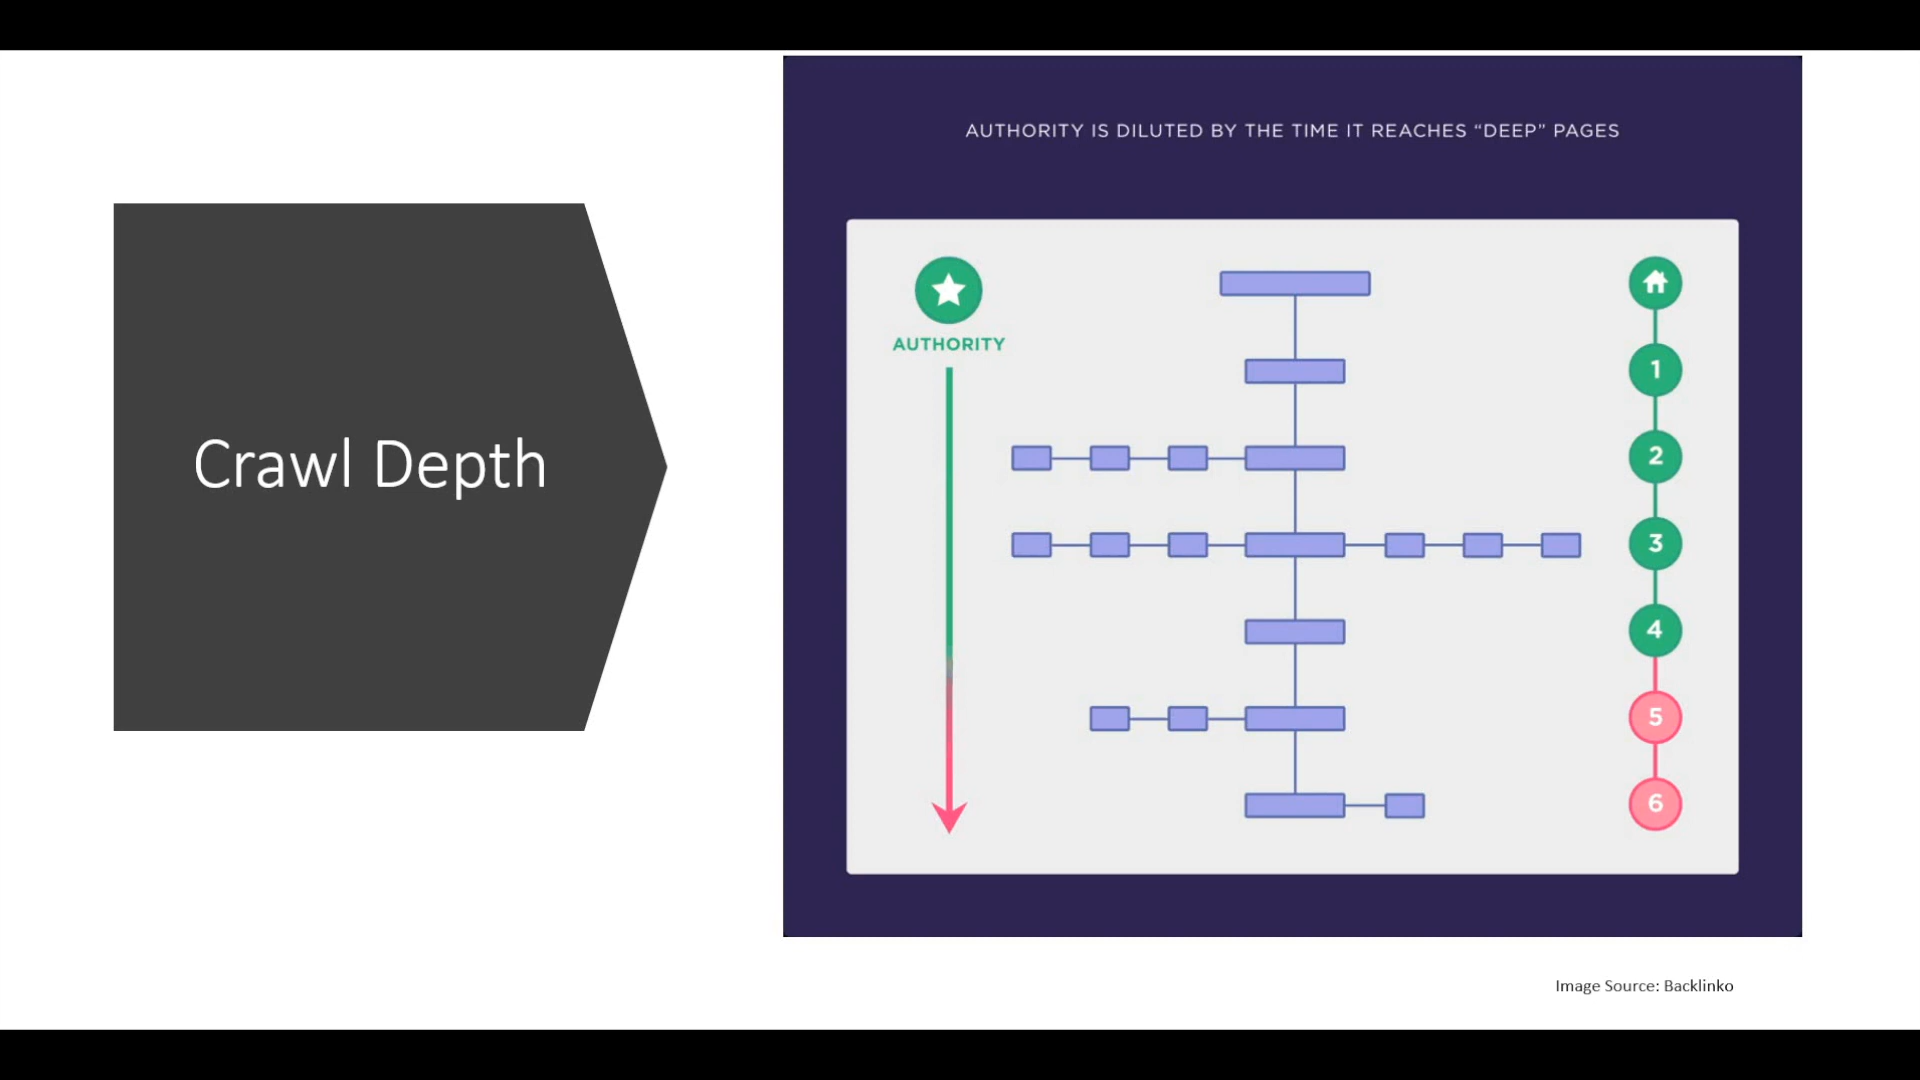 Crawl Depth
AUTHORITY IS DILUTED BY THE TIME IT REACHES “DEEP” PAGES
AUTHORITY
1
2
3
4
5
6
Image Source: Backlinko